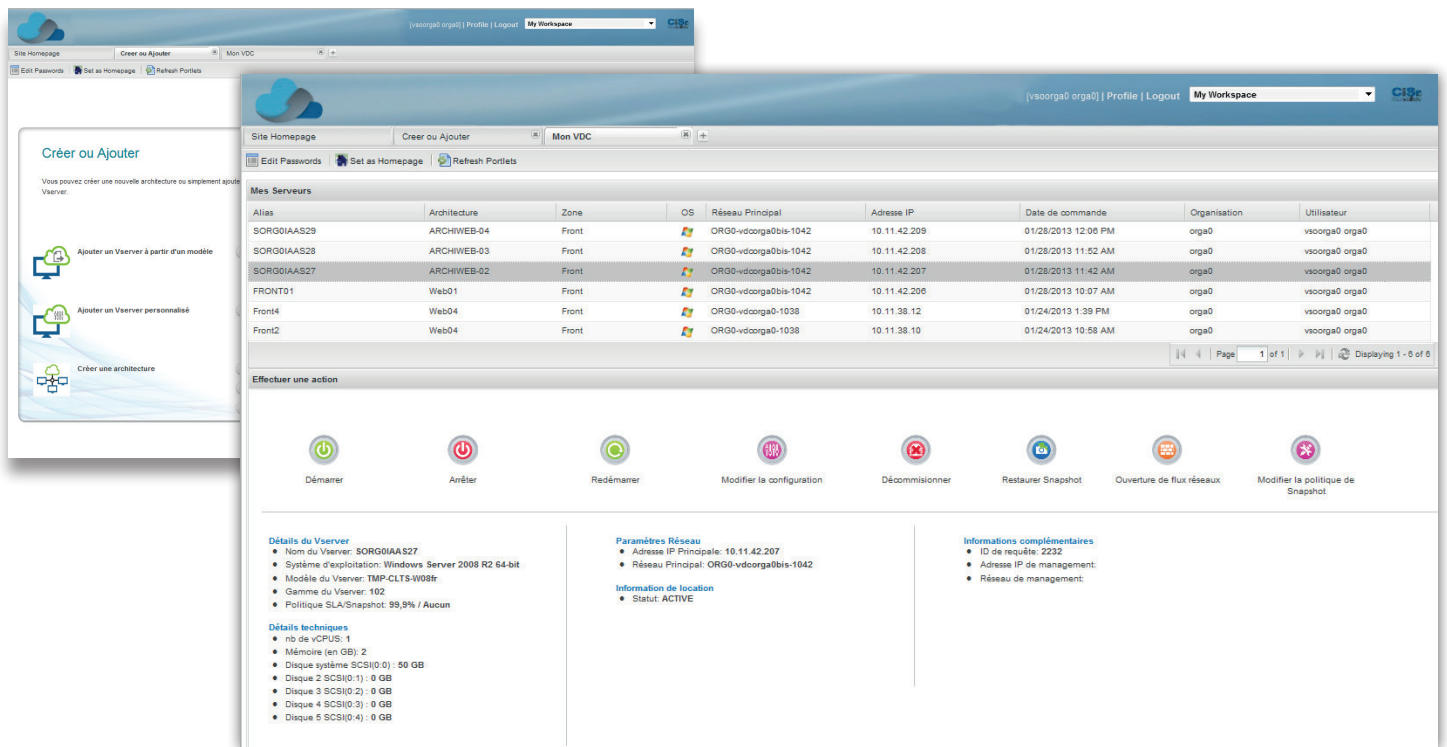 [vsoorga0 orga0] | Profile | Logout My Workspace
Site Homepage Creer ou Ajouter Mon VDC
Edit Passwords Set as Homepage Refresh Portlets
Créer ou Ajouter
Vous pouvez créer une nouvelle architecture ou simplement
Vserver.
Ajouter un Vserver à partir d'un modèle
Ajouter un Vserver personnalisé
Créer une architecture
[vsoorga0 orga0] | Profile | Logout My Workspace
Site Homepage Creer ou Ajouter Mon VDC
Edit Passwords Set as Homepage Refresh Portlets
Mes Serveurs
Alias Architecture Zone OS Réseau Principal Adresse IP Date de commande Organisation Utilisateur
SORG0IAAS29 ARCHIWEB-04 Front ORG0-vdcorga0bis-1042 10.11.42.209 01/28/2013 12:06 PM orga0 vsoorga0 orga0
SORG0IAAS28 ARCHIWEB-03 Front ORG0-vdcorga0bis-1042 10.11.42.208 01/28/2013 11:52 AM orga0 vsoorga0 orga0
SORG0IAAS27 ARCHIWEB-02 Front ORG0-vdcorga0bis-1042 10.11.42.207 01/28/2013 11:42 AM orga0 vsoorga0 orga0
FRONT01 Web01 Front ORG0-vdcorga0bis-1042 10.11.42.206 01/28/2013 10:07 AM orga0 vsoorga0 orga0
Front4 Web04 Front ORG0-vdcorga0-1038 10.11.38.12 01/24/2013 1:39 PM orga0 vsoorga0 orga0
Front2 Web04 Front ORG0-vdcorga0-1038 10.11.38.10 01/24/2013 10:58 AM orga0 vsoorga0 orga0
Page 1 of 1 Displaying 1 - 6 of 6
Effectuer une action
Démarrer Arrêter Redémarrer Modifier la configuration Décommisionner Restaurer Snapshot Ouverture de flux réseaux Modifier la politique de
Snapshot
Détails du Vserver
Nom du Vserver: SORG0IAAS27
Système d'exploitation: Windows Server 2008 R2 64-bit
Modèle du Vserver: TMP-CLTS-W08fr
Gamme du Vserver: 102
Politique SLA/Snapshot: 99,9% / Aucun
Détails techniques
nb de vCPUS: 1
Mémoire (en GB): 2
Disque système SCSI(0:0) : 50 GB
Disque 2 SCSI(0:1) : 0 GB
Disque 3 SCSI(0:2) : 0 GB
Disque 4 SCSI(0:3) : 0 GB
Disque 5 SCSI(0:4) : 0 GB
Paramètres Réseau
Adresse IP Principale: 10.11.42.207
Réseau Principal: ORG0-vdcorga0bis-1042
Information de location
Statut: ACTIVE
Informations complémentaires
ID de requête: 2232
Adresse IP de management:
Réseau de management: